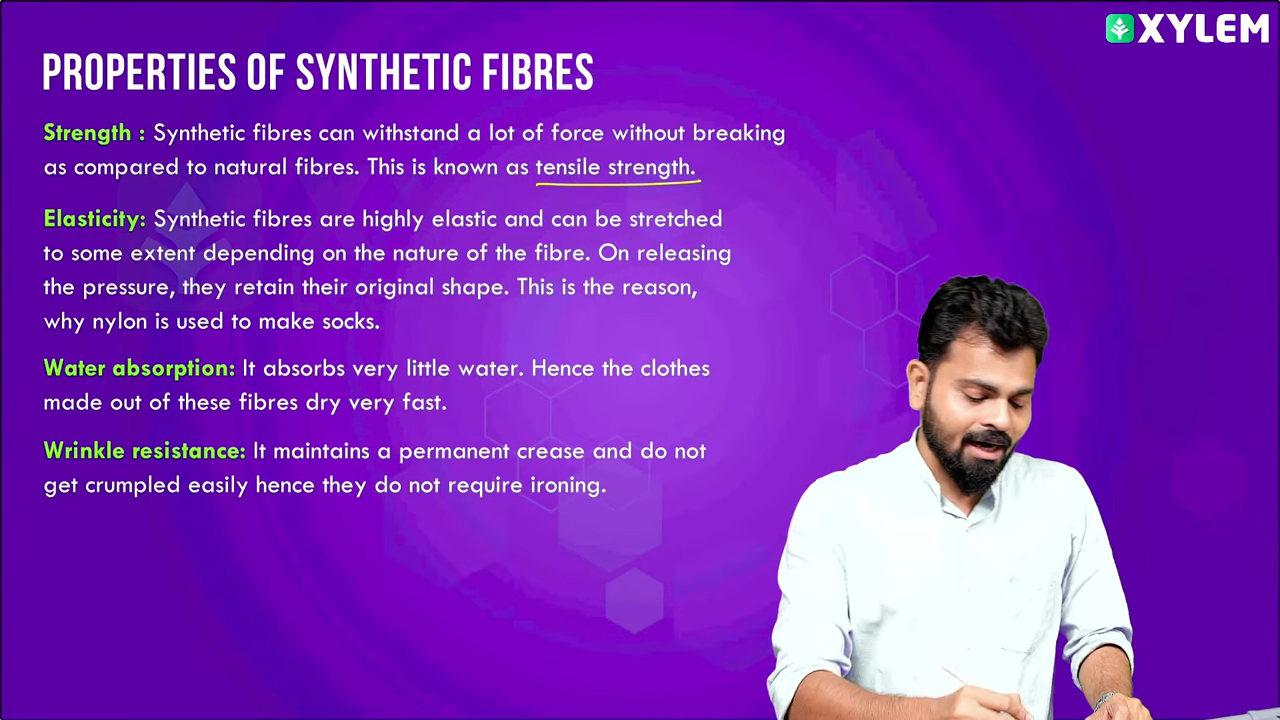 XYLEM
PROPERTIES OF SYNTHETIC FIBRES
Strength : Synthetic fibres can withstand a lot of force without breaking
as compared to natural fibres. This is known as tensile strength.
Elasticity: Synthetic fibres are highly elastic and can be stretched
to some extent depending on the nature of the fibre. On releasing
the pressure, they retain their original shape. This is the reason,
why nylon is used to make socks.
Water absorption: It absorbs very little water. Hence the clothes
made out of these fibres dry very fast.
Wrinkle resistance: It maintains a permanent crease and do not
get crumpled easily hence they do not require ironing.